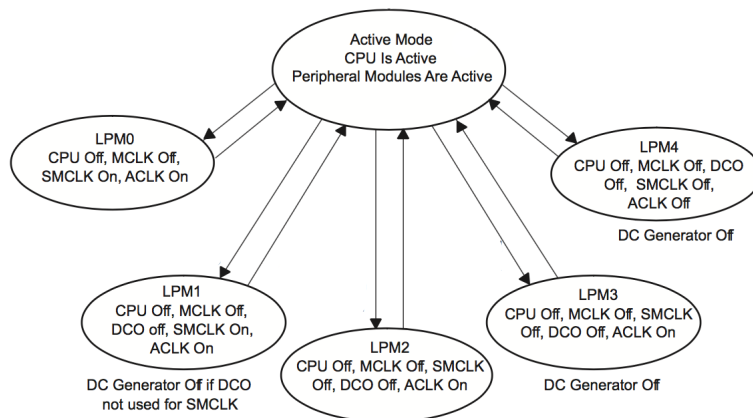 Active Mode
CPU Is Active
Peripheral Modules Are Active
LPM0
CPU Off, MCLK Off,
SMCLK On, ACLK On
LPM4
CPU Off, MCLK Off, DCO
Off, SMCLK Off,
ACLK Off
DC Generator Off
LPM1
CPU Off, MCLK Off,
DCO off, SMCLK On,
ACLK On
DC Generator Off if DCO
not used for SMCLK
LPM2
CPU Off, MCLK Off, SMCLK
Off, DCO Off, ACLK On
LPM3
CPU Off, MCLK Off, SMCLK
Off, DCO Off, ACLK On
DC Generator Off